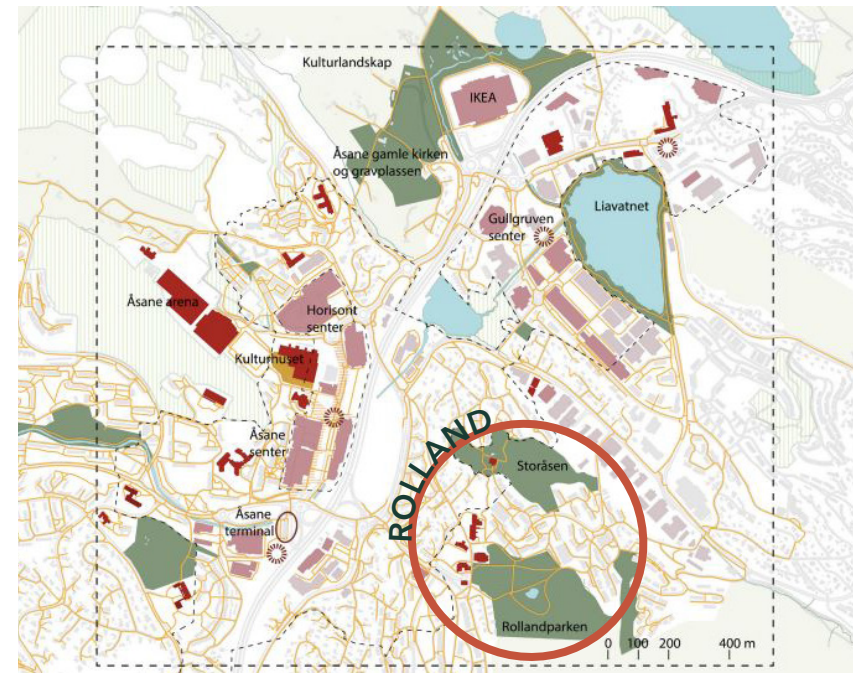 Kulturlandskap
IKEA
Åsane gamle kirken
og gravplassen
Liavatnet
Gullgruven
senter
Åsane arena
Horisont
senter
Kulturhuset
ROLLAND
Åsane
senter
Storåsen
Åsane
terminal
Rollandparken
0 100 200 400 m